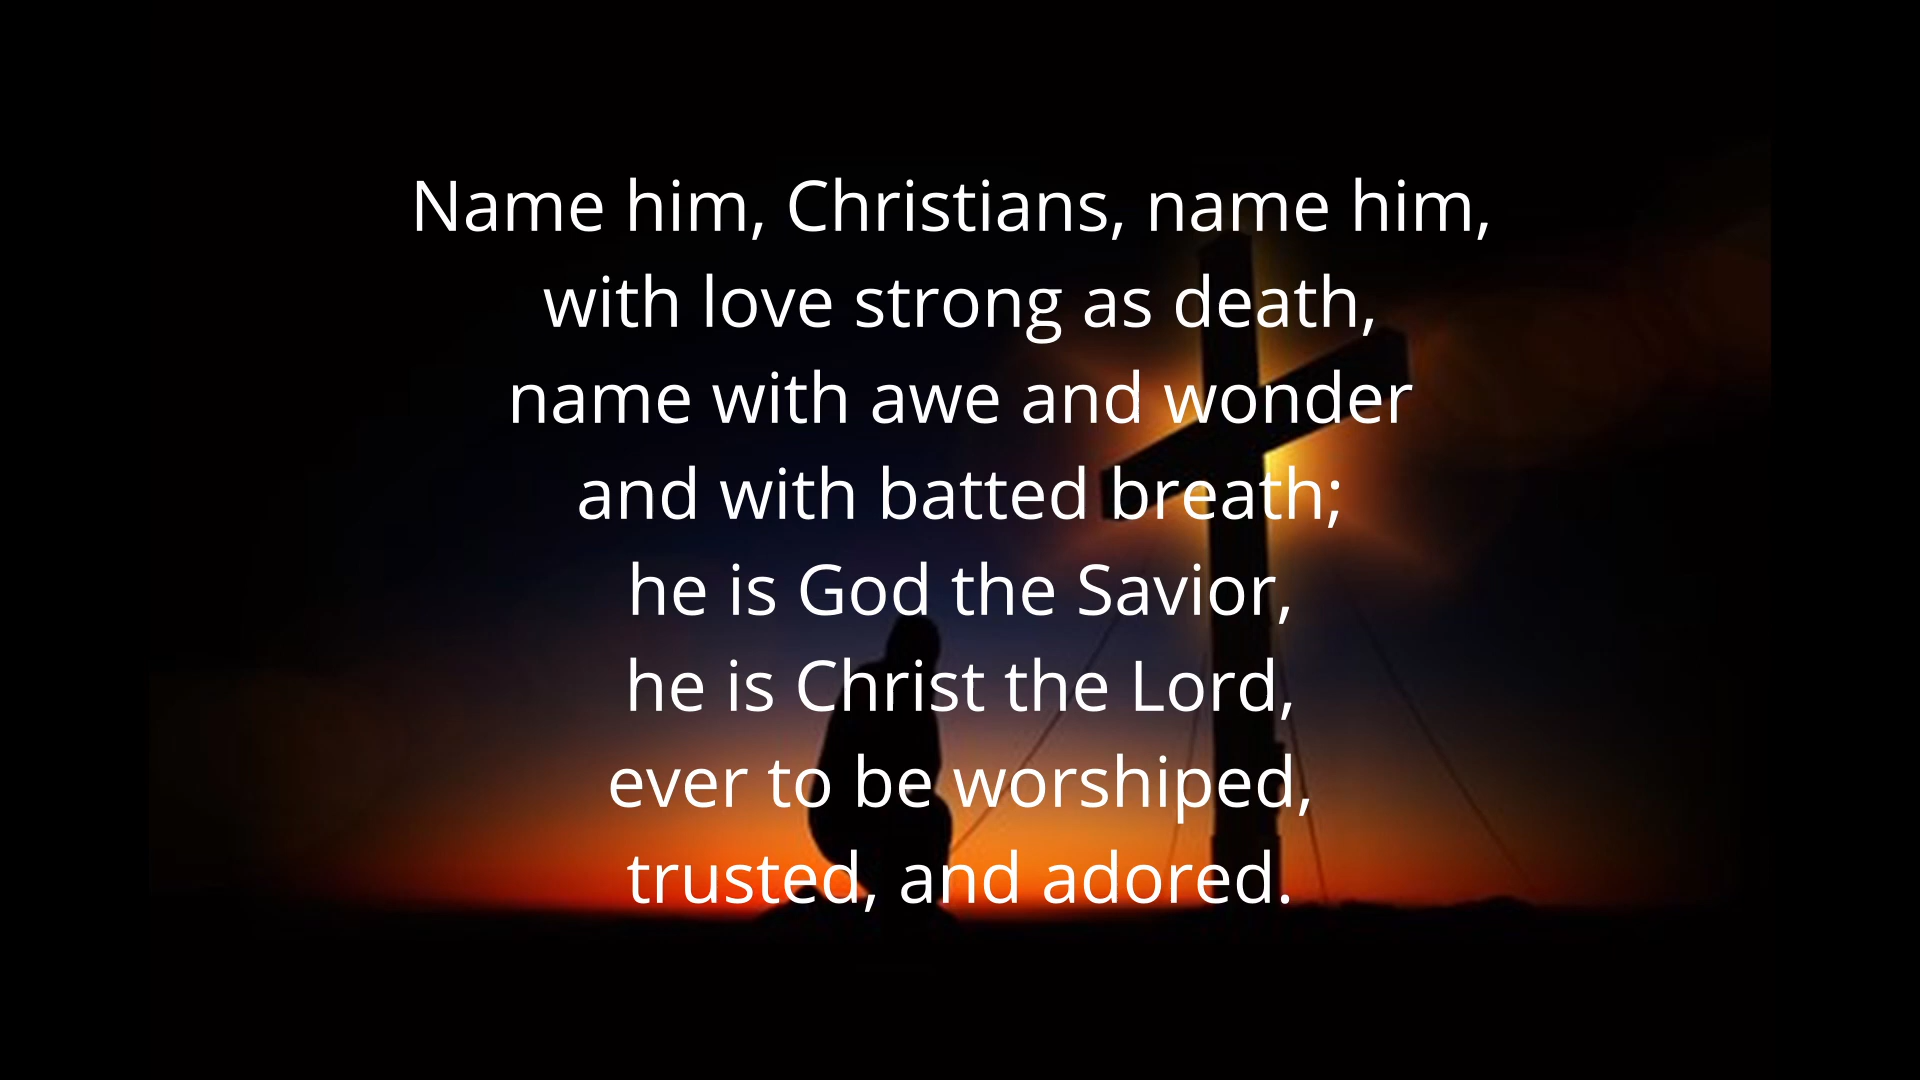 Name him, Christians, name him,
with love strong as death,
name with awe and wonder
and with batted breath;
he is God the Savior,
he is Christ the Lord,
ever to be worshiped,
trusted, and adored.